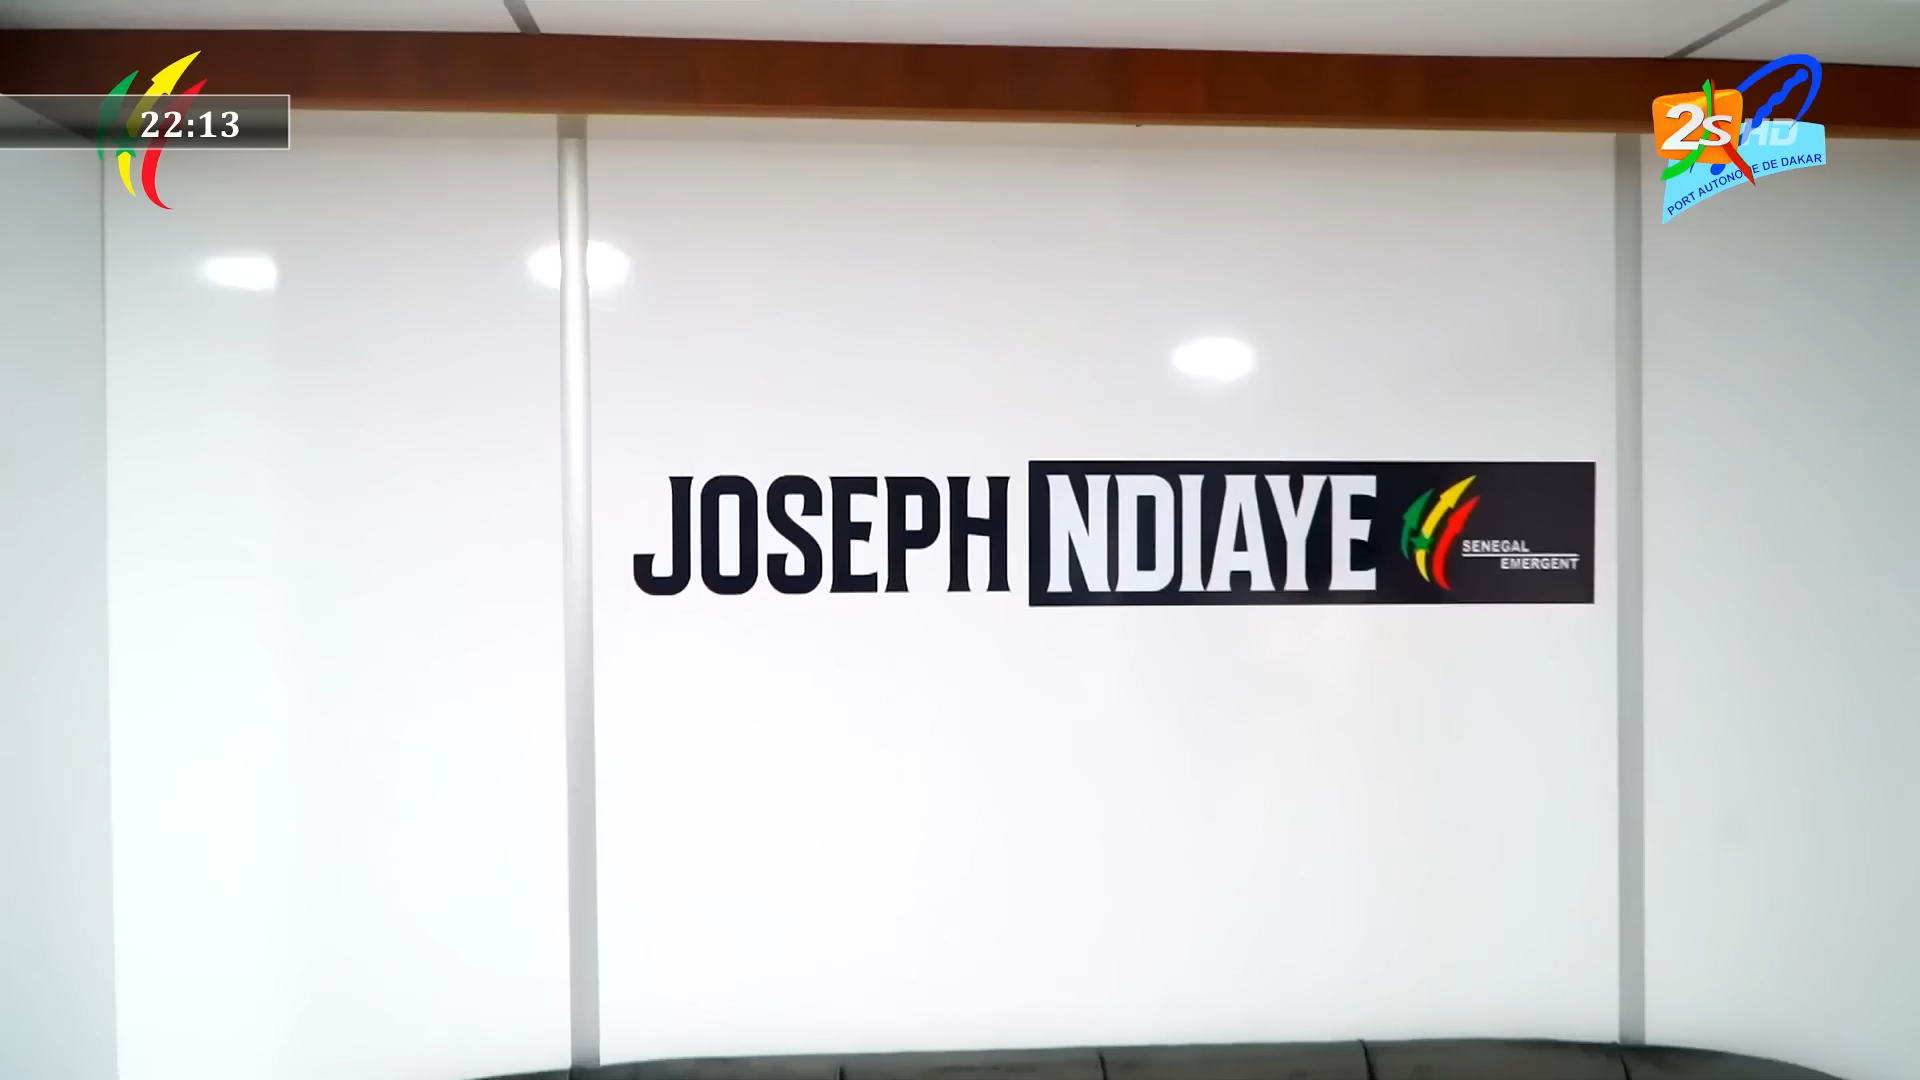 22:13
2S HD
PORT AUTONOME DE DAKAR
JOSEPH NDIAYE
SENEGAL
EMERGENT